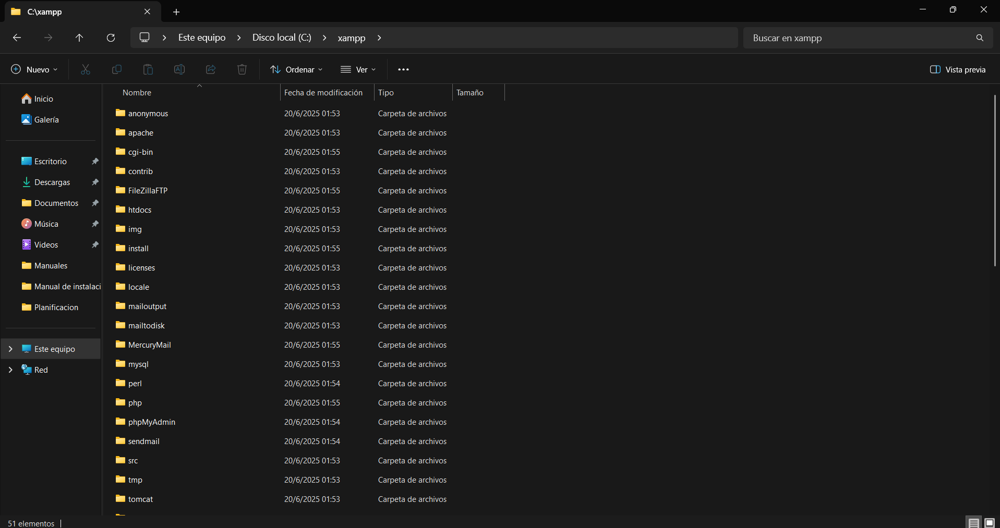 C:\xampp
Este equipo > Disco local (C:) > xampp >
Buscar en xampp
Nuevo
Ordenar
Ver
Vista previa
Inicio
Galería
Escritorio
Descargas
Documentos
Música
Videos
Manuales
Manual de instalaci
Planificacion
Este equipo
Red
Nombre Fecha de modificación Tipo Tamaño
anonymous 20/6/2025 01:53 Carpeta de archivos
apache 20/6/2025 01:53 Carpeta de archivos
cgi-bin 20/6/2025 01:55 Carpeta de archivos
contrib 20/6/2025 01:53 Carpeta de archivos
FileZillaFTP 20/6/2025 01:55 Carpeta de archivos
htdocs 20/6/2025 01:53 Carpeta de archivos
img 20/6/2025 01:53 Carpeta de archivos
install 20/6/2025 01:55 Carpeta de archivos
licenses 20/6/2025 01:53 Carpeta de archivos
locale 20/6/2025 01:53 Carpeta de archivos
mailoutput 20/6/2025 01:53 Carpeta de archivos
mailtodisk 20/6/2025 01:53 Carpeta de archivos
MercuryMail 20/6/2025 01:55 Carpeta de archivos
mysql 20/6/2025 01:53 Carpeta de archivos
perl 20/6/2025 01:54 Carpeta de archivos
php 20/6/2025 01:55 Carpeta de archivos
phpMyAdmin 20/6/2025 01:54 Carpeta de archivos
sendmail 20/6/2025 01:54 Carpeta de archivos
src 20/6/2025 01:53 Carpeta de archivos
tmp 20/6/2025 01:53 Carpeta de archivos
tomcat 20/6/2025 01:53 Carpeta de archivos
51 elementos